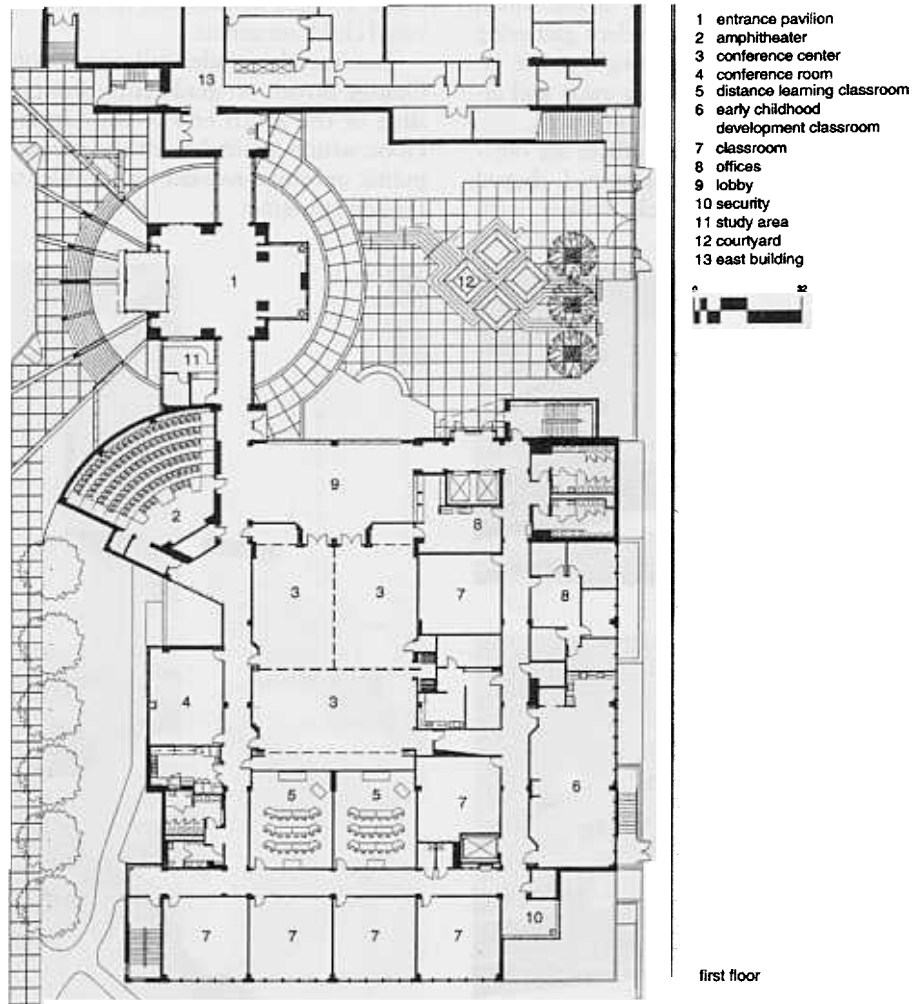 1 entrance pavilion
2 amphitheater
3 conference center
4 conference room
5 distance learning classroom
6 early childhood
development classroom
7 classroom
8 offices
9 lobby
10 security
11 study area
12 courtyard
13 east building
0 32
13
12
1
11
9
2
8
3 3
7
8
4
3
5 5
7
6
10
7 7 7 7
first floor